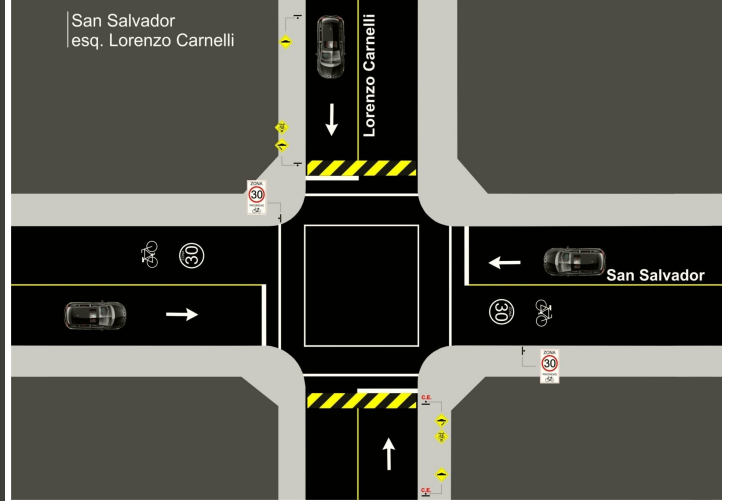 San Salvador
esq. Lorenzo Carnelli
Lorenzo Carnelli
ZONA
30
30
San Salvador
30
ZONA
30
C.E.
C.E.